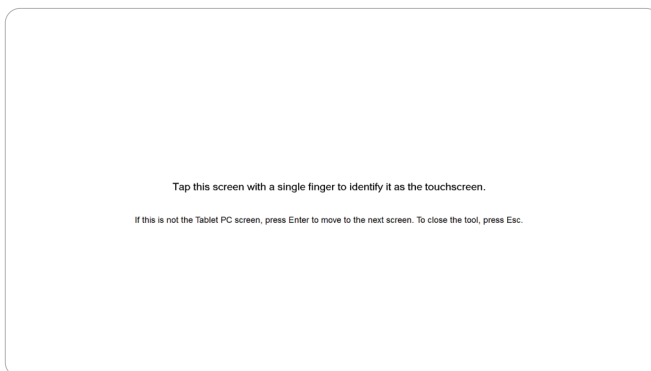 Tap this screen with a single finger to identify it as the touchscreen.
If this is not the Tablet PC screen, press Enter to move to the next screen. To close the tool, press Esc.